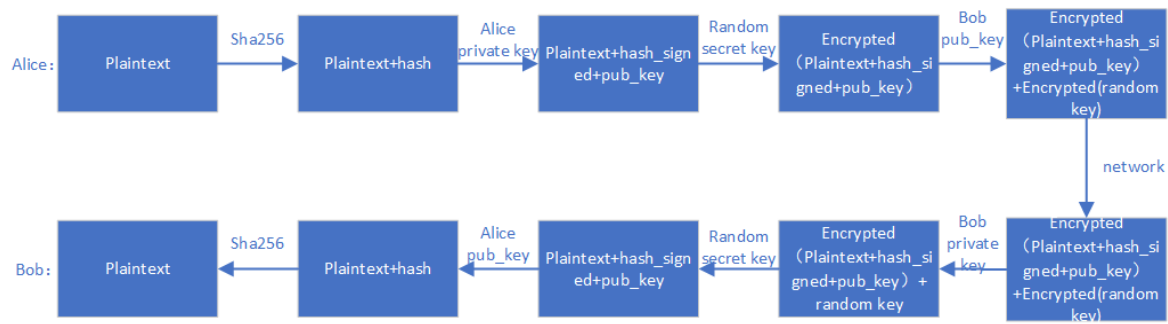 Alice:
Plaintext
Sha256
Plaintext+hash
Alice
private key
Plaintext+hash_sign
ed+pub_key
Random
secret key
Encrypted
（Plaintext+hash_si
gned+pub_key）
Bob
pub_key
Encrypted
（Plaintext+hash_si
gned+pub_key）
+Encrypted(random
key)
network
Bob:
Plaintext
Sha256
Plaintext+hash
Alice
pub_key
Plaintext+hash_sign
ed+pub_key
Random
secret key
Encrypted
（Plaintext+hash_si
gned+pub_key）+
random key
Bob
private
key
Encrypted
（Plaintext+hash_si
gned+pub_key）
+Encrypted(random
key)